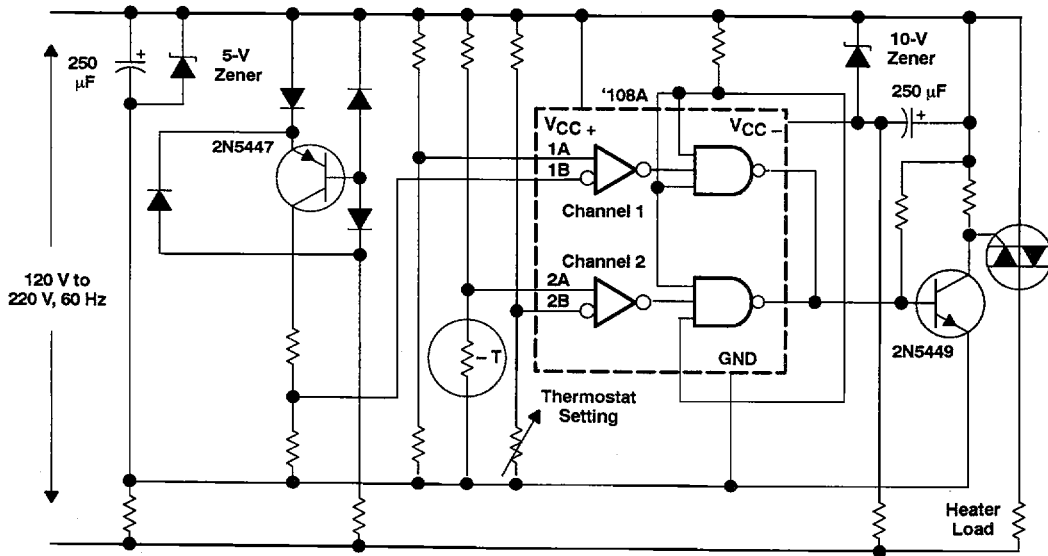 250
μF
+
5-V
Zener
2N5447
120 V to
220 V, 60 Hz
'108A
VCC +
VCC −
1A
1B
Channel 1
Channel 2
2A
2B
GND
− T
Thermostat
Setting
10-V
Zener
250 μF
+
2N5449
Heater
Load